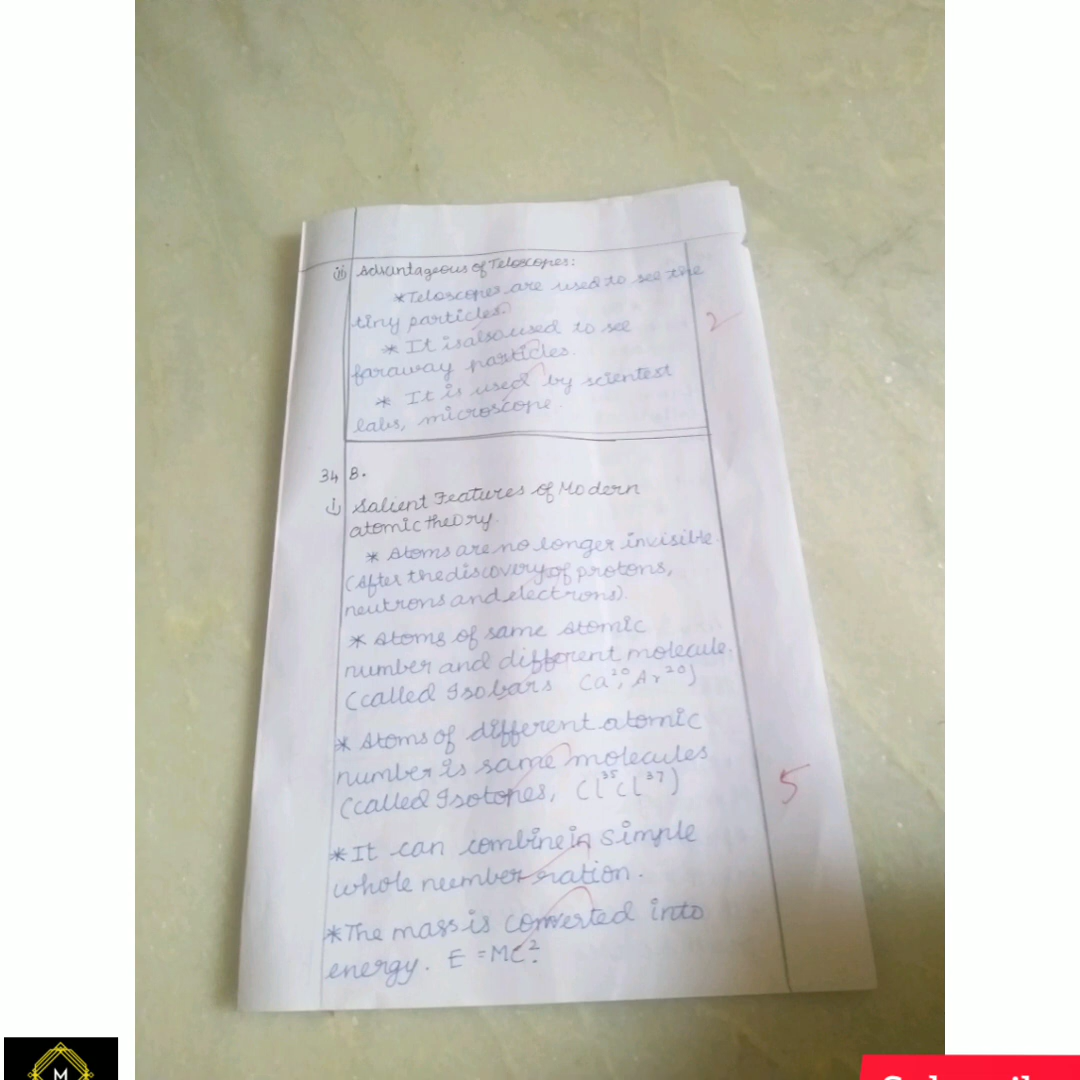 ii) Advantageous of Teloscopes:
* Teloscopes are used to see the
tiny particles.
* It is also used to see
faraway particles.
* It is used by scientest
labs, microscope.
2
34 B.
i) Salient Features of Modern
atomic theory.
* Atoms are no longer invisible.
(After the discovery of protons,
neutrons and electrons).
* Atoms of same atomic
number and different molecule.
(called Isobars Ca²⁰, Ar²⁰)
* Atoms of different atomic
number is same molecules
(called Isotopes, Cl³⁵ Cl³⁷)
5
* It can combine in simple
whole number ration.
* The mass is converted into
energy. E = MC².
M